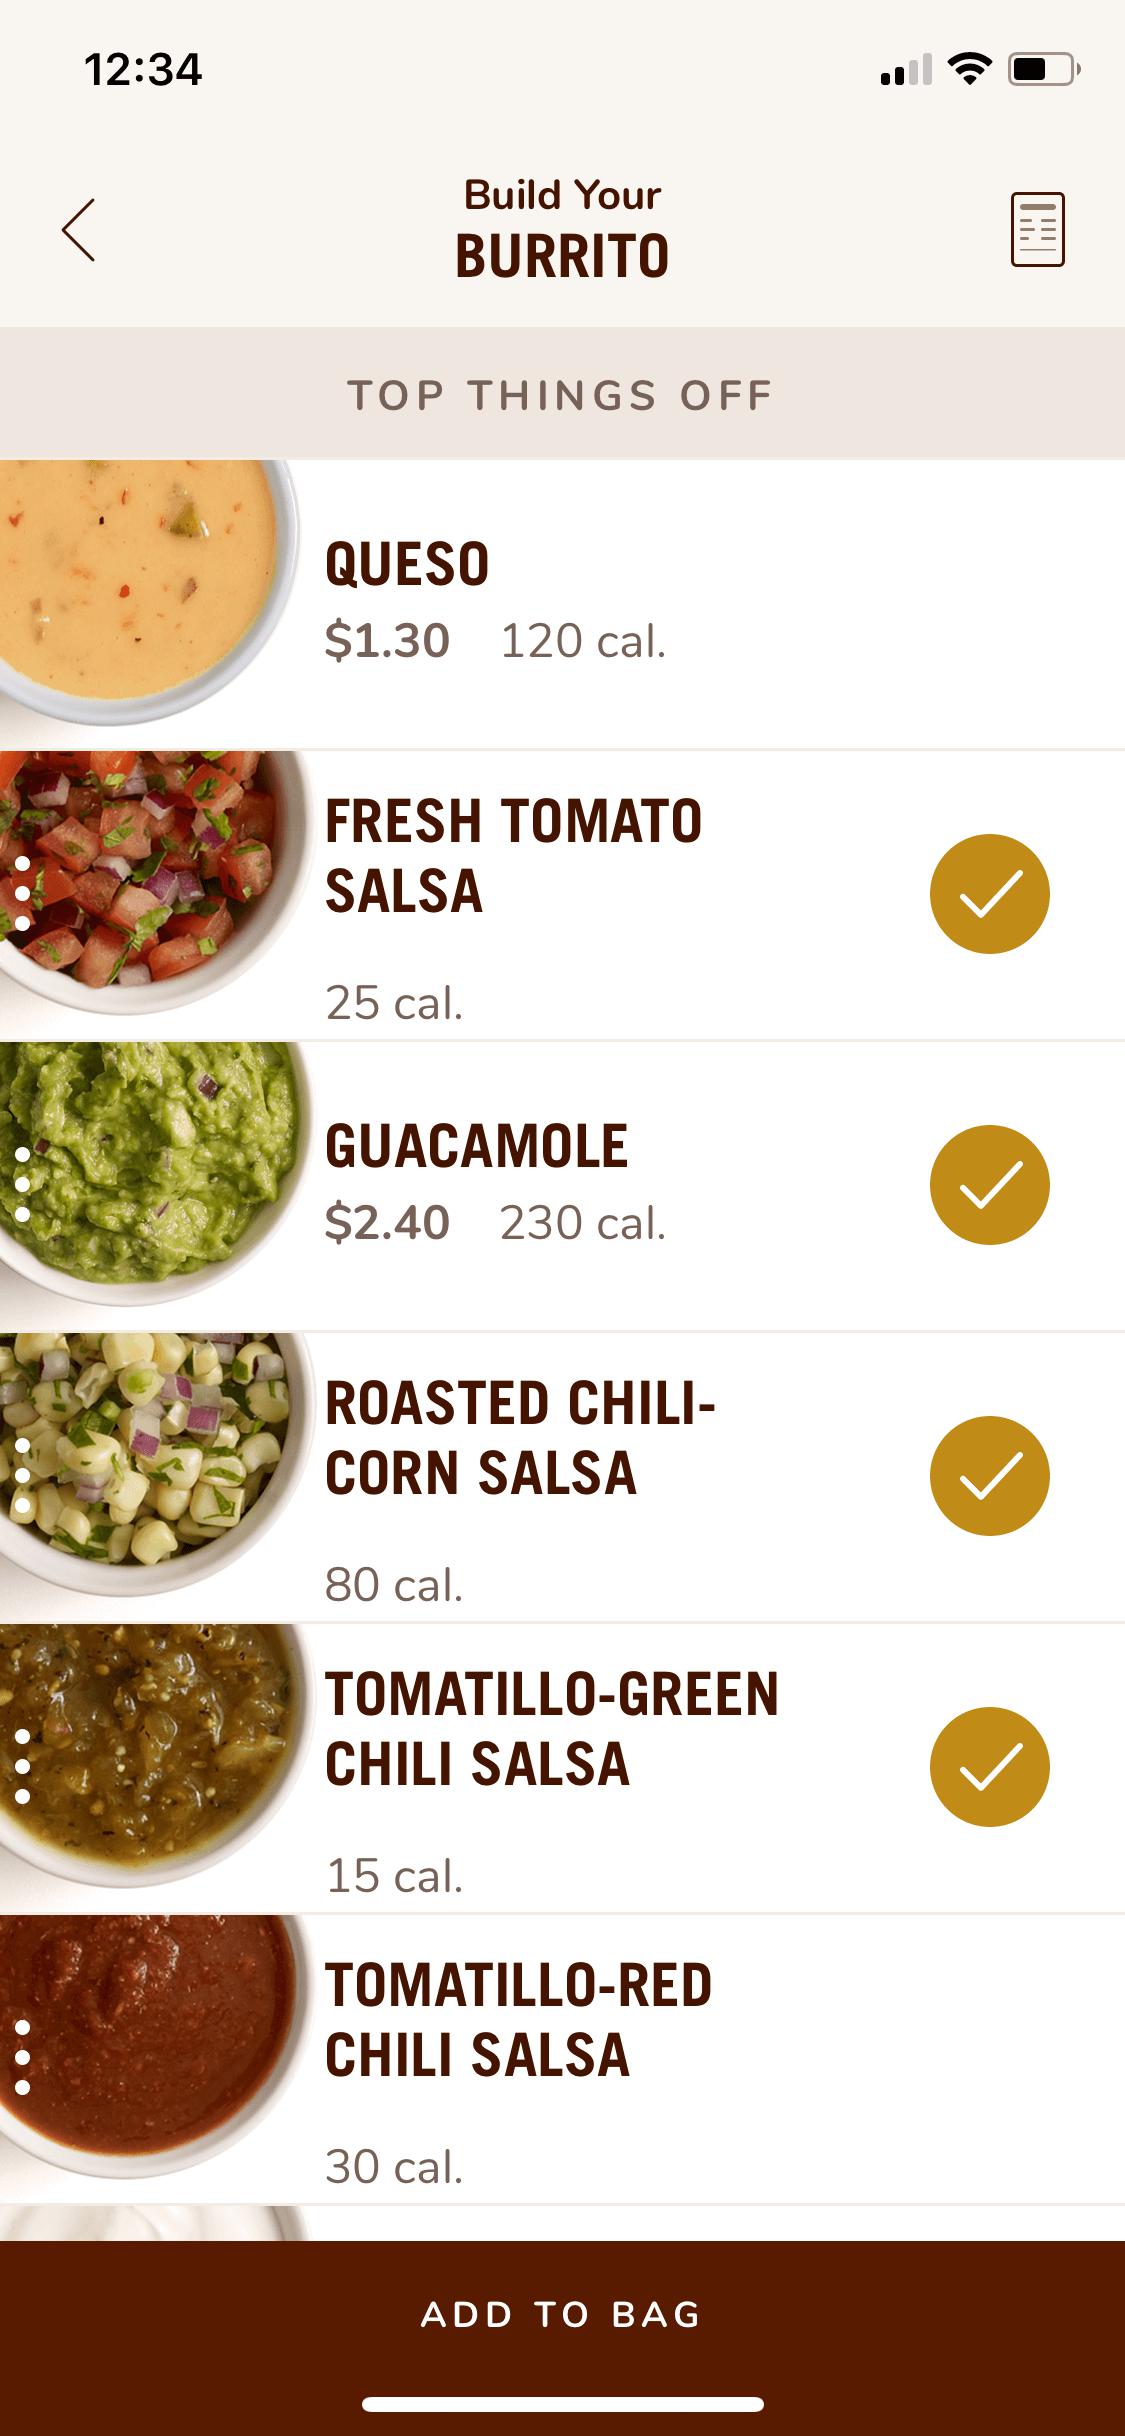 12:34
Build Your
BURRITO
TOP THINGS OFF
QUESO
$1.30 120 cal.
FRESH TOMATO
SALSA
25 cal.
GUACAMOLE
$2.40 230 cal.
ROASTED CHILI-
CORN SALSA
80 cal.
TOMATILLO-GREEN
CHILI SALSA
15 cal.
TOMATILLO-RED
CHILI SALSA
30 cal.
ADD TO BAG